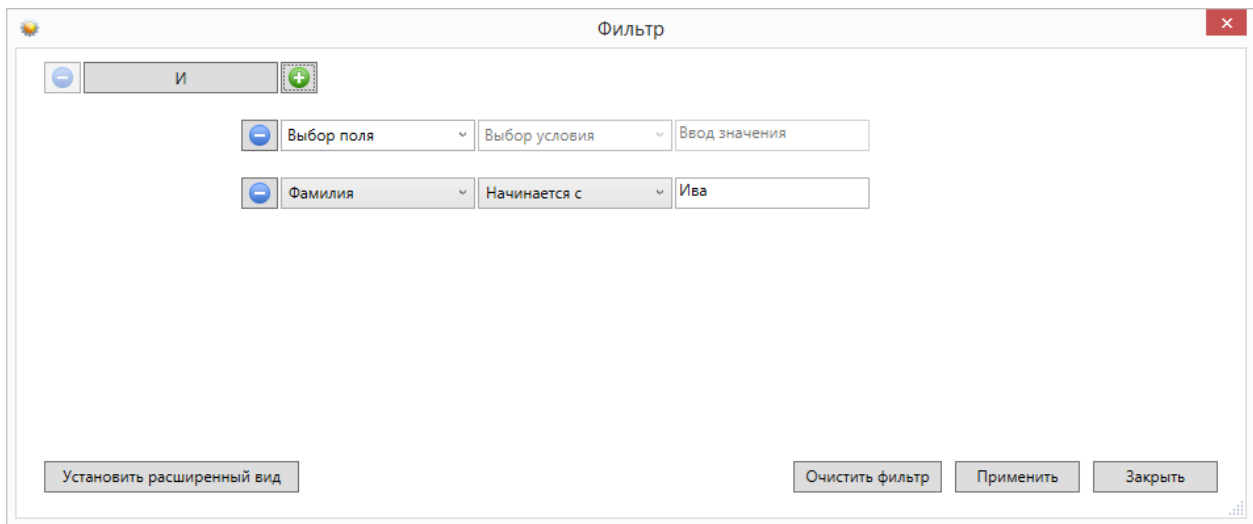 Фильтр
И
Выбор поля Выбор условия Ввод значения
Фамилия Начинается с Ива
Установить расширенный вид Очистить фильтр Применить Закрыть